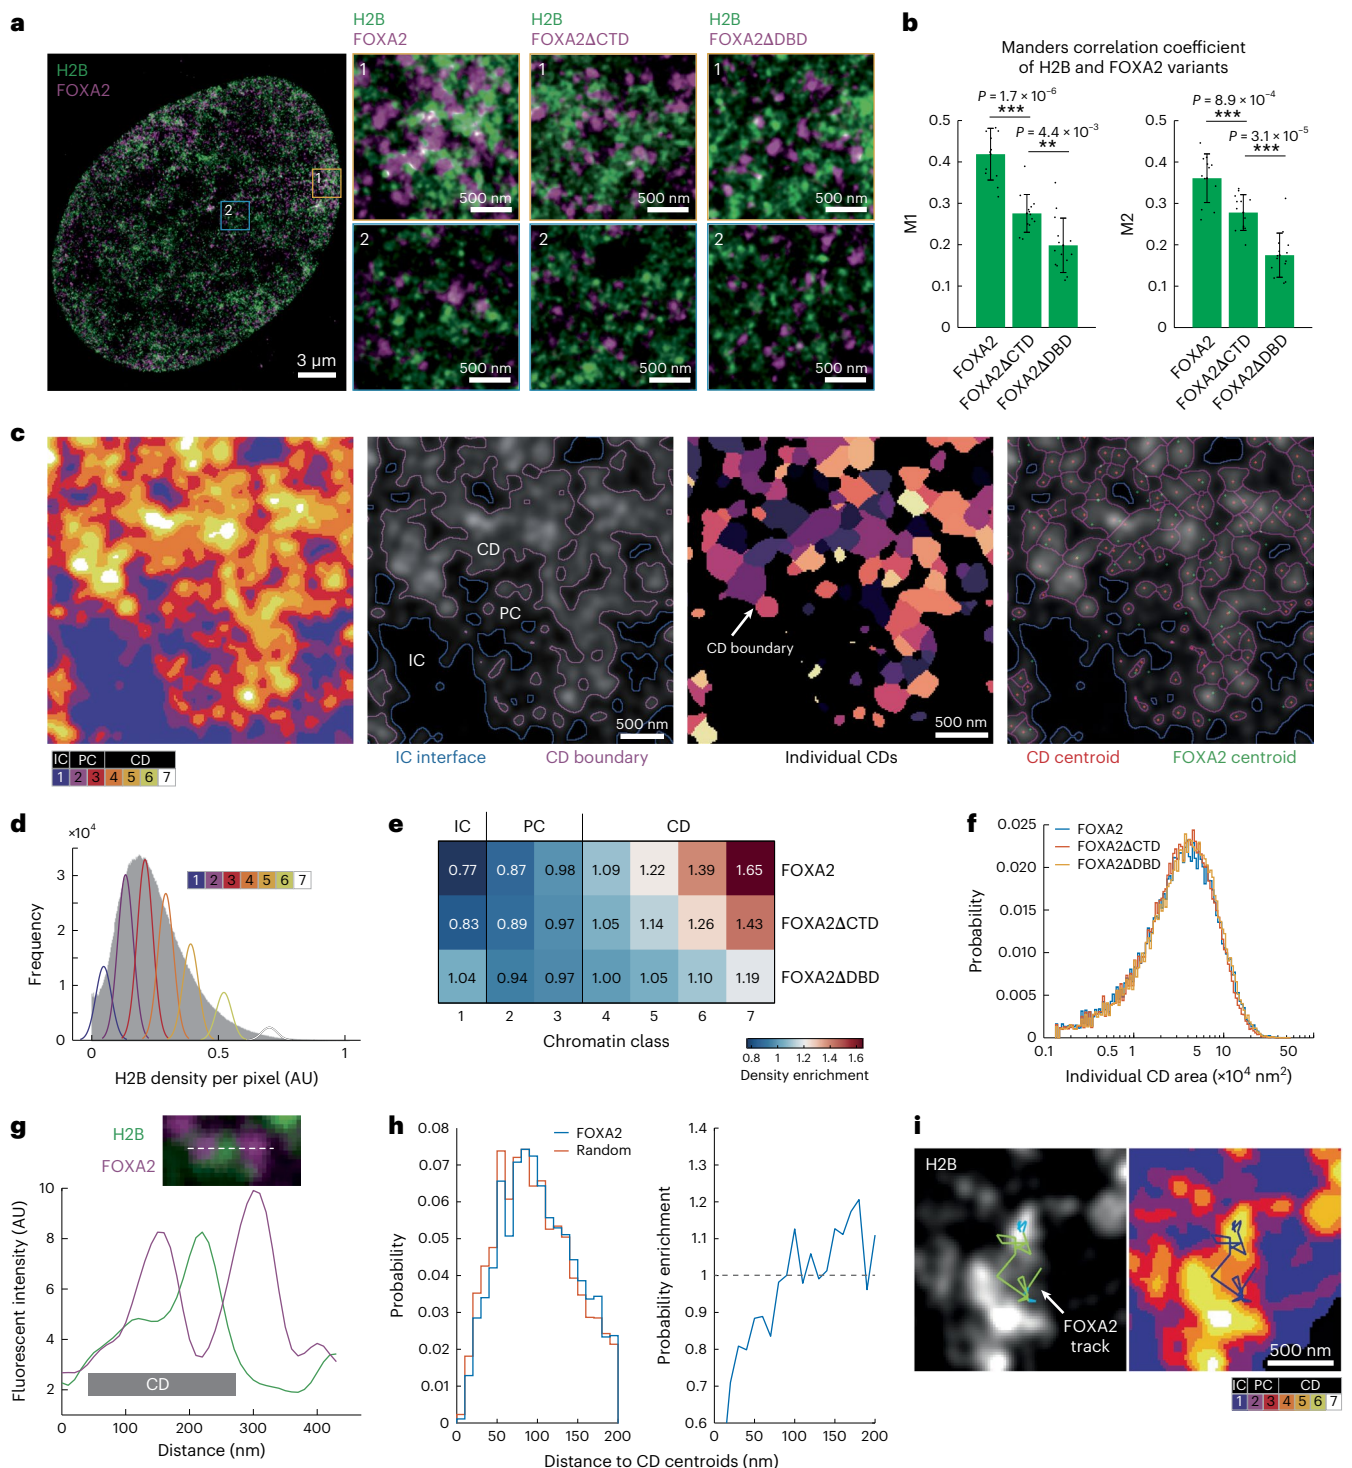 a
H2B
FOXA2
H2B
FOXA2
H2B
FOXA2ΔCTD
H2B
FOXA2ΔDBD
1
2
3 µm
1
500 nm
1
500 nm
1
500 nm
2
500 nm
2
500 nm
2
500 nm
b
Manders correlation coefficient
of H2B and FOXA2 variants
P = 1.7 × 10⁻⁶
***
P = 4.4 × 10⁻³
**
0.5
0.4
0.3
0.2
0.1
0
M1
FOXA2
FOXA2ΔCTD
FOXA2ΔDBD
P = 8.9 × 10⁻⁴
***
P = 3.1 × 10⁻⁵
***
0.5
0.4
0.3
0.2
0.1
0
M2
FOXA2
FOXA2ΔCTD
FOXA2ΔDBD
c
CD
PC
IC
500 nm
CD boundary
500 nm
IC PC CD
1 2 3 4 5 6 7
IC interface CD boundary
Individual CDs
CD centroid FOXA2 centroid
d
×10⁴
3
2
1
0
Frequency
1 2 3 4 5 6 7
0 0.5 1
H2B density per pixel (AU)
e
IC PC CD
0.77 0.87 0.98 1.09 1.22 1.39 1.65 FOXA2
0.83 0.89 0.97 1.05 1.14 1.26 1.43 FOXA2ΔCTD
1.04 0.94 0.97 1.00 1.05 1.10 1.19 FOXA2ΔDBD
1 2 3 4 5 6 7
Chromatin class
0.8 1 1.2 1.4 1.6
Density enrichment
f
0.025
0.020
0.015
0.010
0.005
0
Probability
FOXA2
FOXA2ΔCTD
FOXA2ΔDBD
0.1 0.5 1 5 10 50
Individual CD area (×10⁴ nm²)
g
H2B
FOXA2
10
8
6
4
2
Fluorescent intensity (AU)
CD
0 100 200 300 400
Distance (nm)
h
0.08
0.07
0.06
0.05
0.04
0.03
0.02
0.01
0
Probability
FOXA2
Random
0 50 100 150 200
1.4
1.3
1.2
1.1
1
0.9
0.8
0.7
0.6
Probability enrichment
0 50 100 150 200
Distance to CD centroids (nm)
i
H2B
FOXA2
track
500 nm
IC PC CD
1 2 3 4 5 6 7